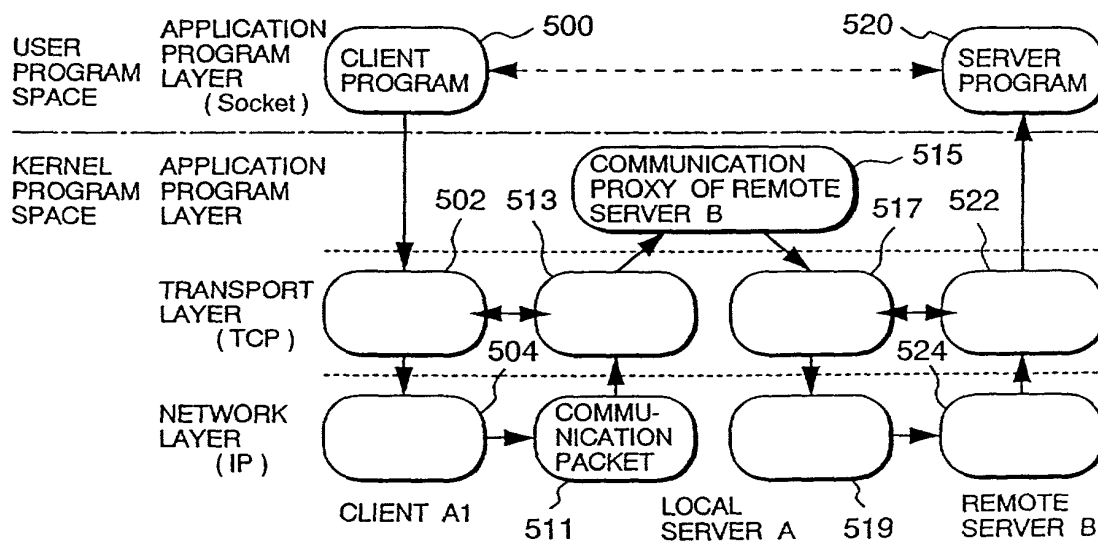 500
520
USER
PROGRAM
SPACE
APPLICATION
PROGRAM
LAYER
(Socket)
CLIENT
PROGRAM
SERVER
PROGRAM
KERNEL
PROGRAM
SPACE
APPLICATION
PROGRAM
LAYER
COMMUNICATION
PROXY OF REMOTE
SERVER B
515
502
513
517
522
TRANSPORT
LAYER
(TCP)
504
524
NETWORK
LAYER
(IP)
COMMU-
NICATION
PACKET
CLIENT A1
511
LOCAL
SERVER A
519
REMOTE
SERVER B